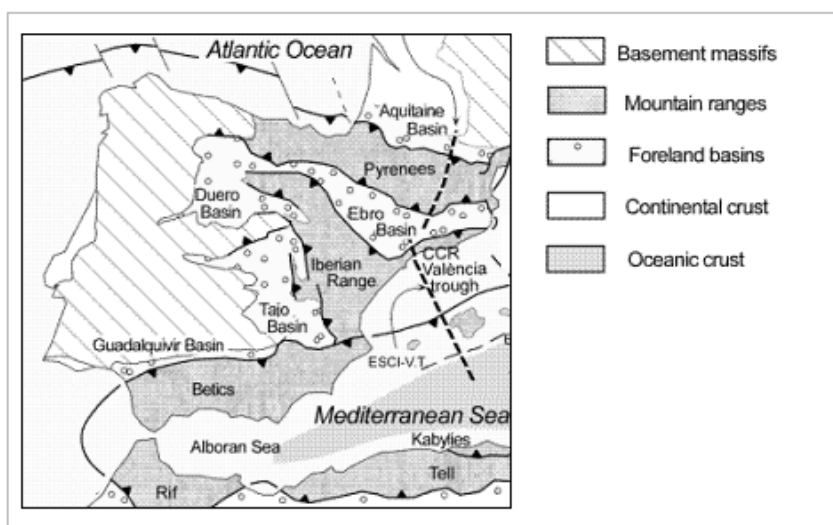 Atlantic Ocean
Aquitaine
Basin
Pyrenees
Duero
Basin
Ebro
Basin
Iberian
Range
CCR
València
trough
Tajo
Basin
Guadalquivir Basin
ESCI-V.T.
Betics
Mediterranean Sea
Alboran Sea
Kabylies
Tell
Rif
Basement massifs
Mountain ranges
Foreland basins
Continental crust
Oceanic crust